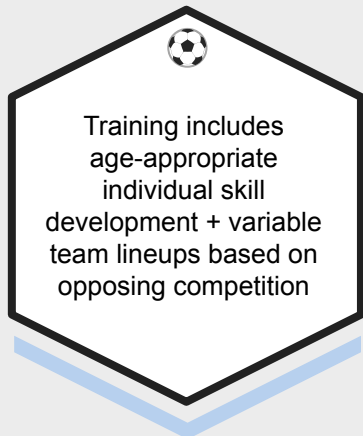 Training includes
age-appropriate
individual skill
development + variable
team lineups based on
opposing competition